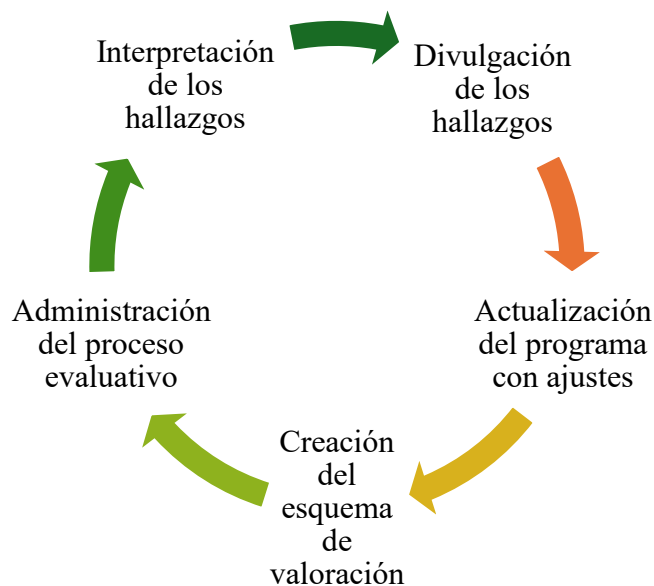 Interpretación
de los
hallazgos
Divulgación
de los
hallazgos
Actualización
del programa
con ajustes
Creación
del
esquema
de
valoración
Administración
del proceso
evaluativo